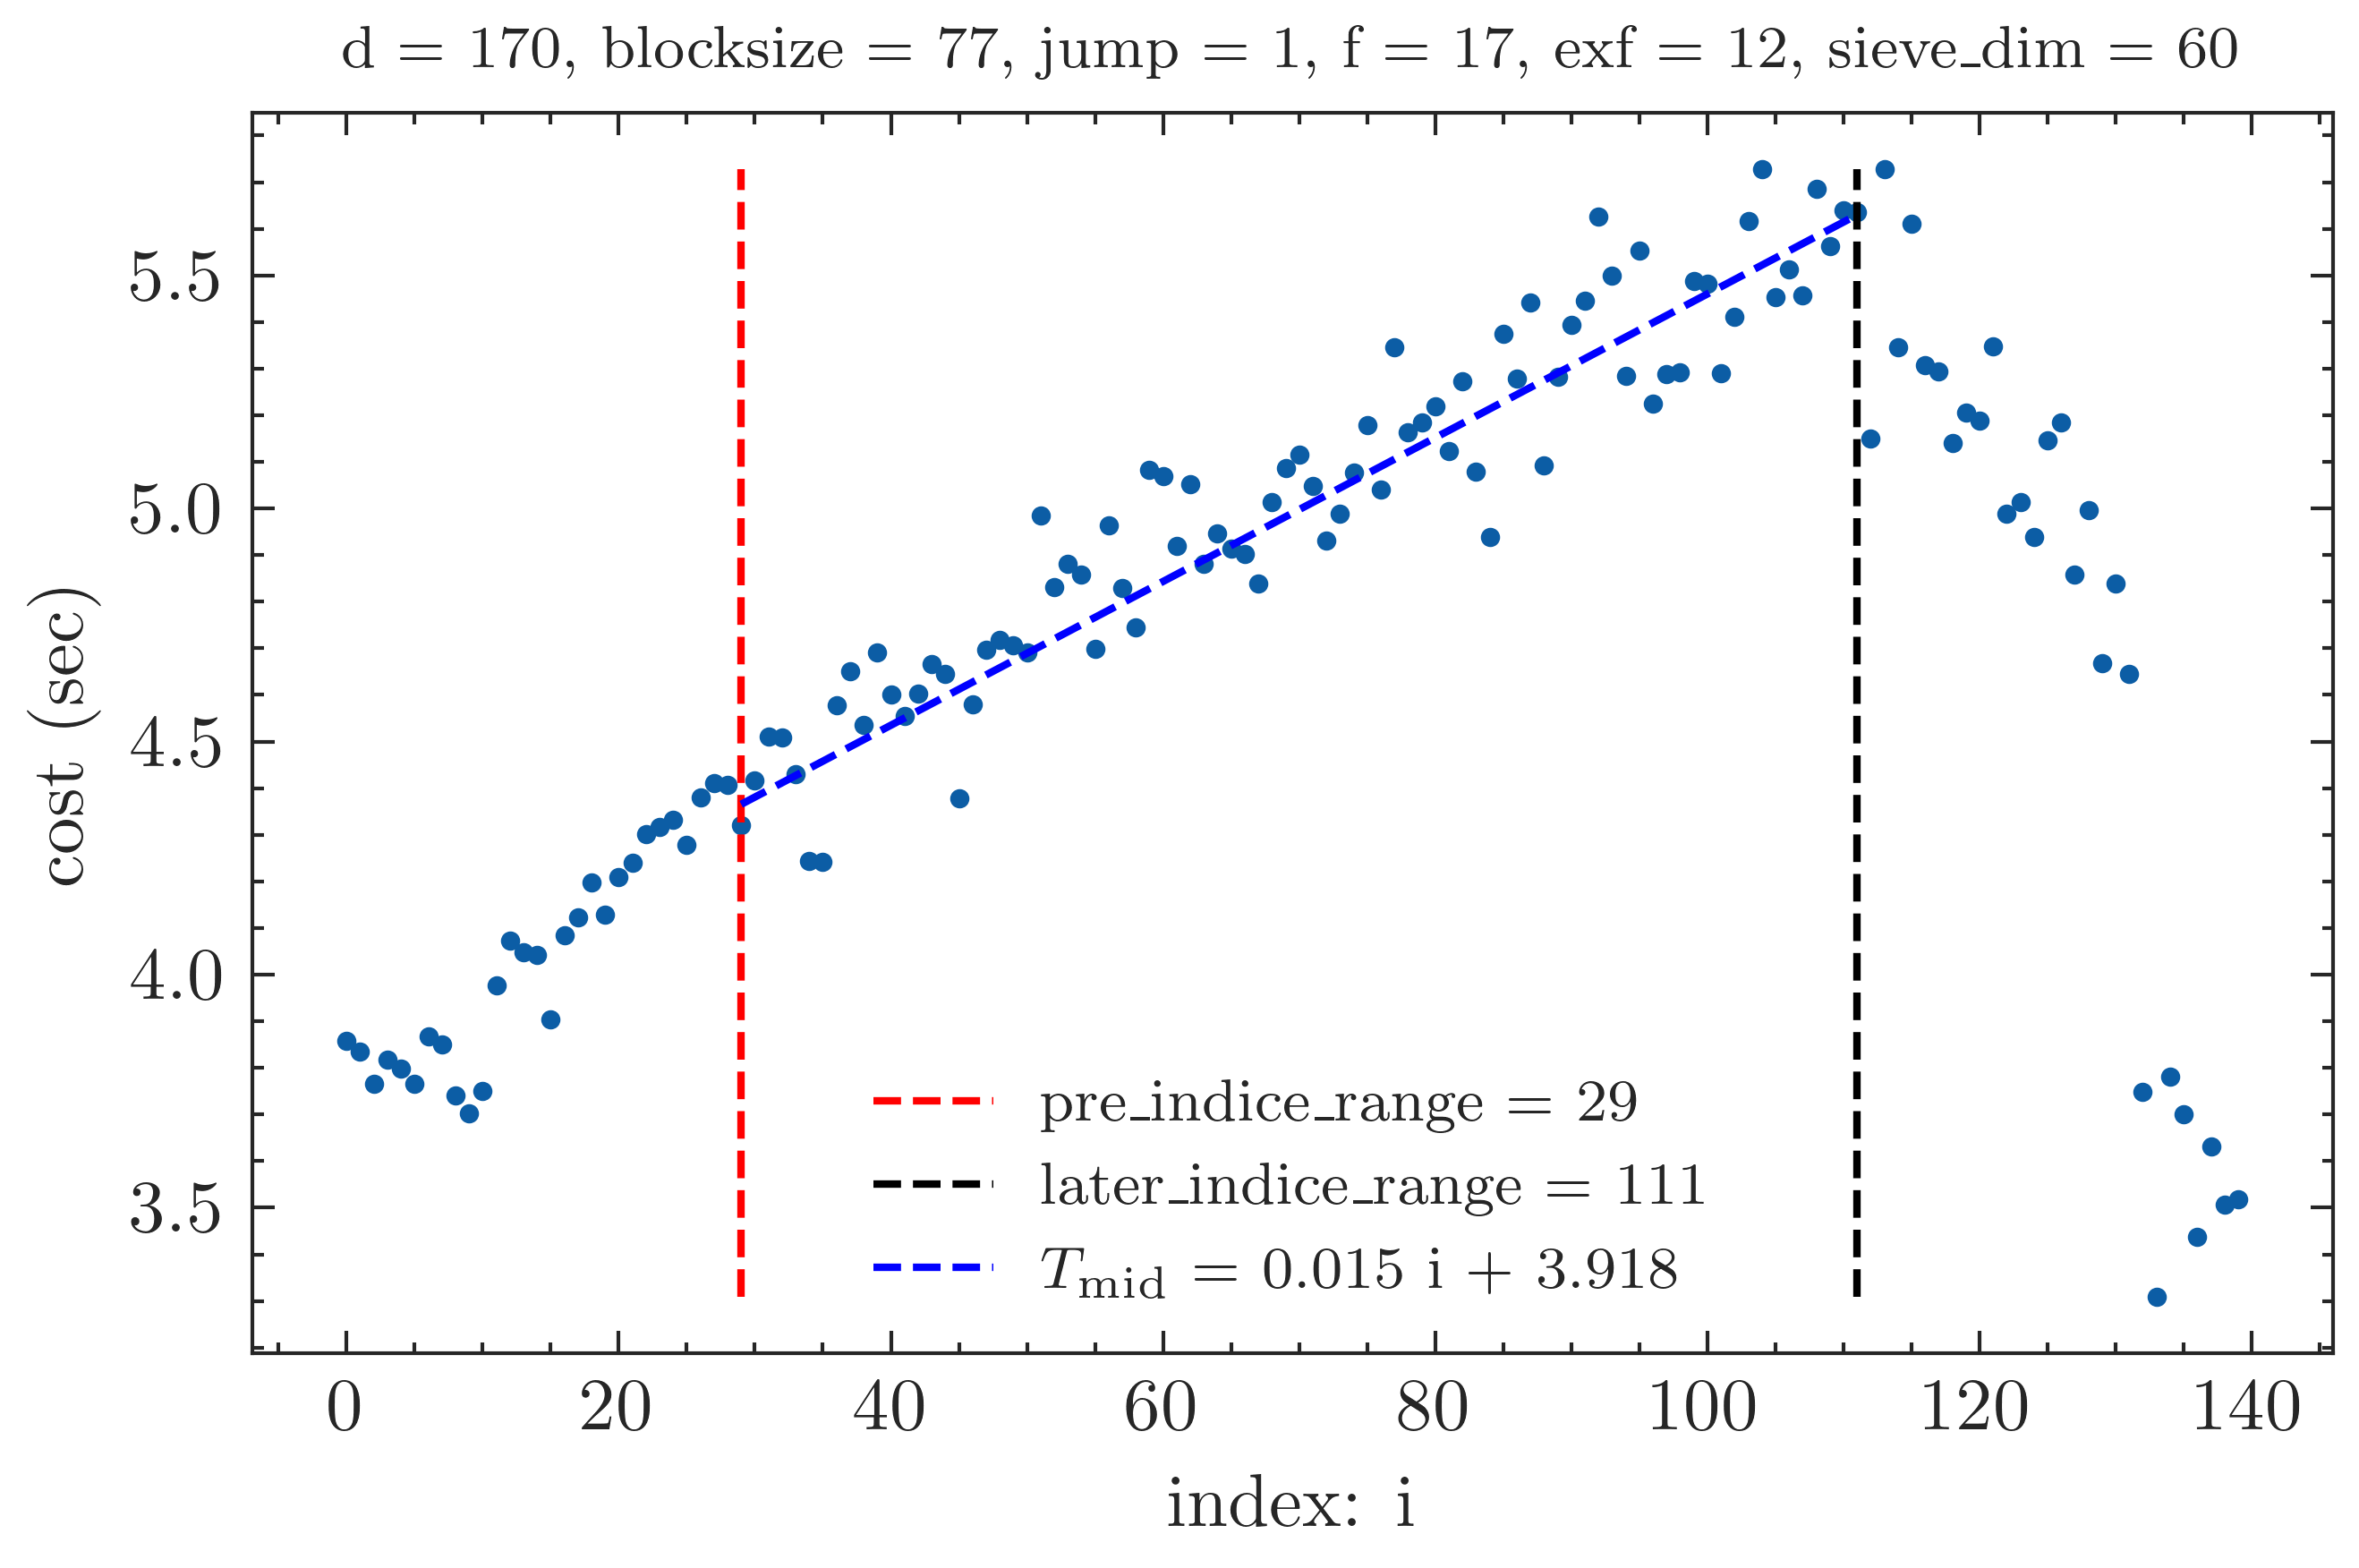 d = 170, blocksize = 77, jump = 1, f = 17, exf = 12, sieve_dim = 60
cost (sec)
5.5
5.0
4.5
4.0
3.5
pre_indice_range = 29
later_indice_range = 111
T_mid = 0.015 i + 3.918
0 20 40 60 80 100 120 140
index: i